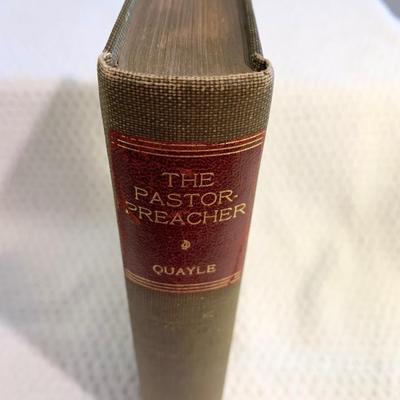 THE
PASTOR-
PREACHER
QUAYLE